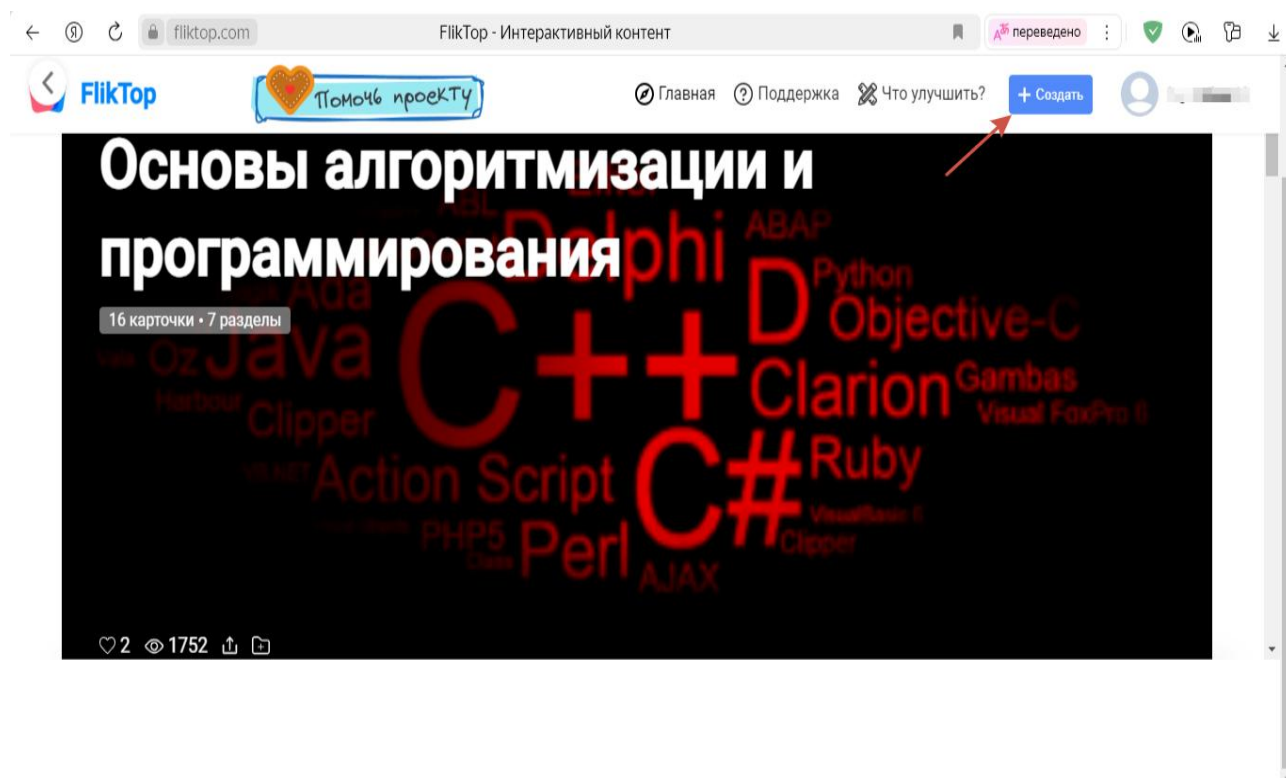 fliktop.com FlikTop - Интерактивный контент переведено
FlikTop Помочь проекту Главная Поддержка Что улучшить? + Создать
Основы алгоритмизации и
программирования
16 карточки • 7 разделы
ABL
Delphi
ABAP
Ada
C++
D
Python
Objective-C
Oz
Java
Clarion
Gambas
Harbour
Clipper
Visual FoxPro
Action Script
C#
Ruby
PHP5
Perl
Clipper
AJAX
2 1752